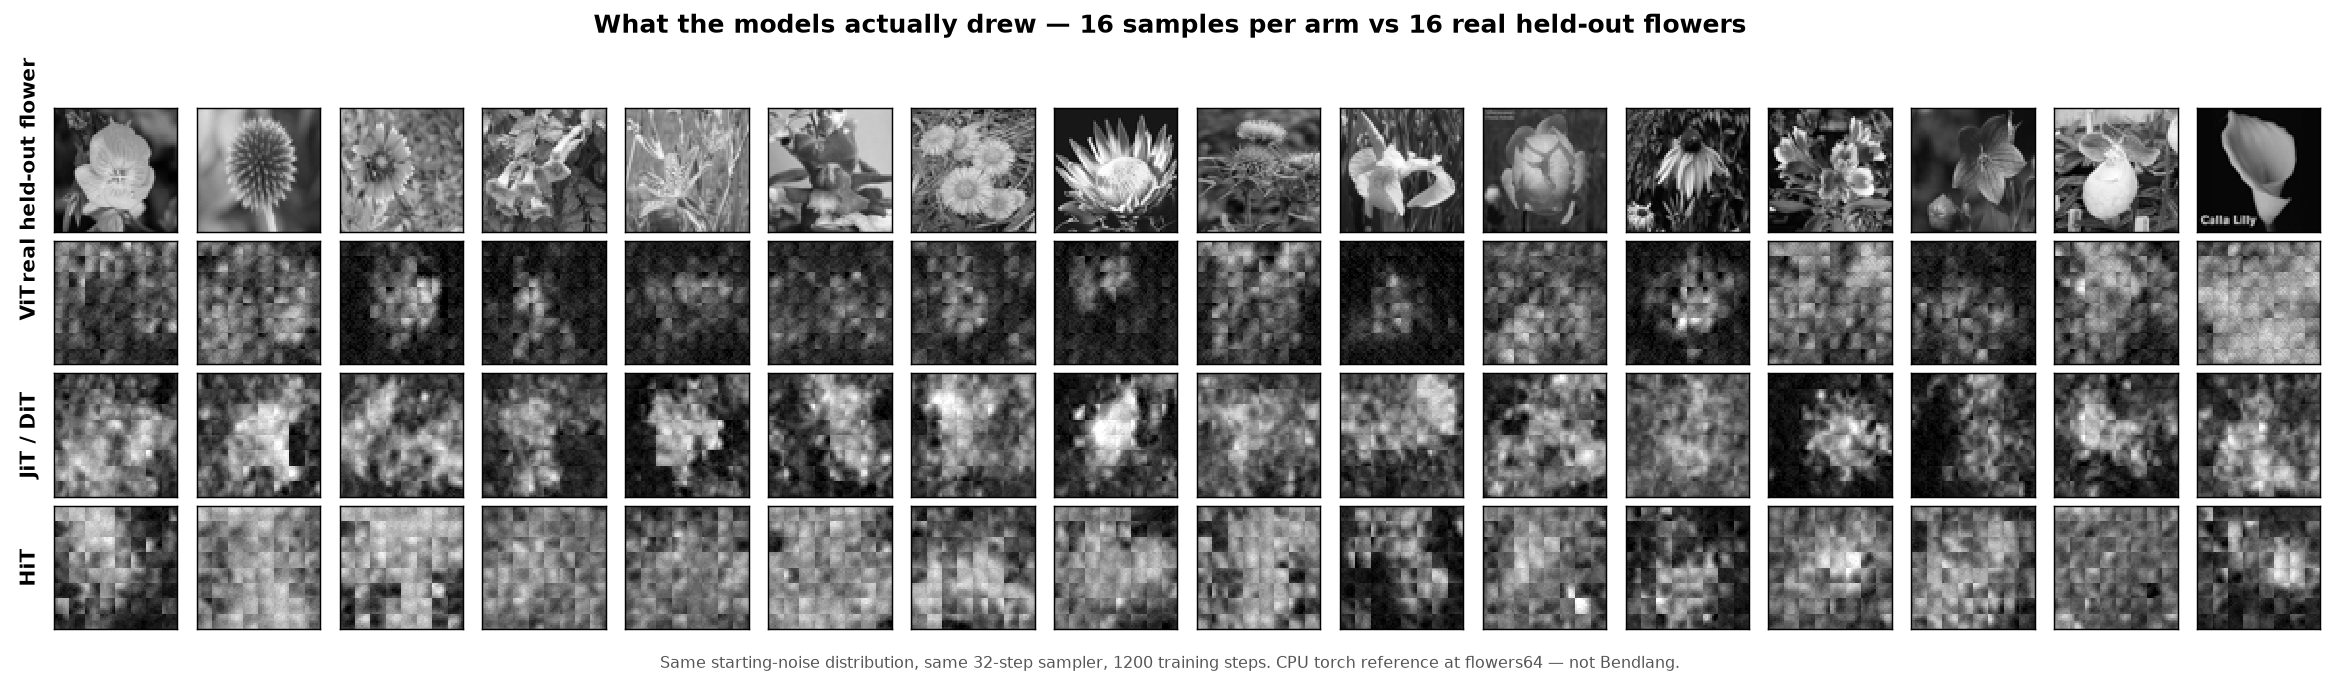 What the models actually drew — 16 samples per arm vs 16 real held-out flowers
real held-out flower
Calla Lilly
ViT
JiT / DiT
HiT
Same starting-noise distribution, same 32-step sampler, 1200 training steps. CPU torch reference at flowers64 — not Bendlang.